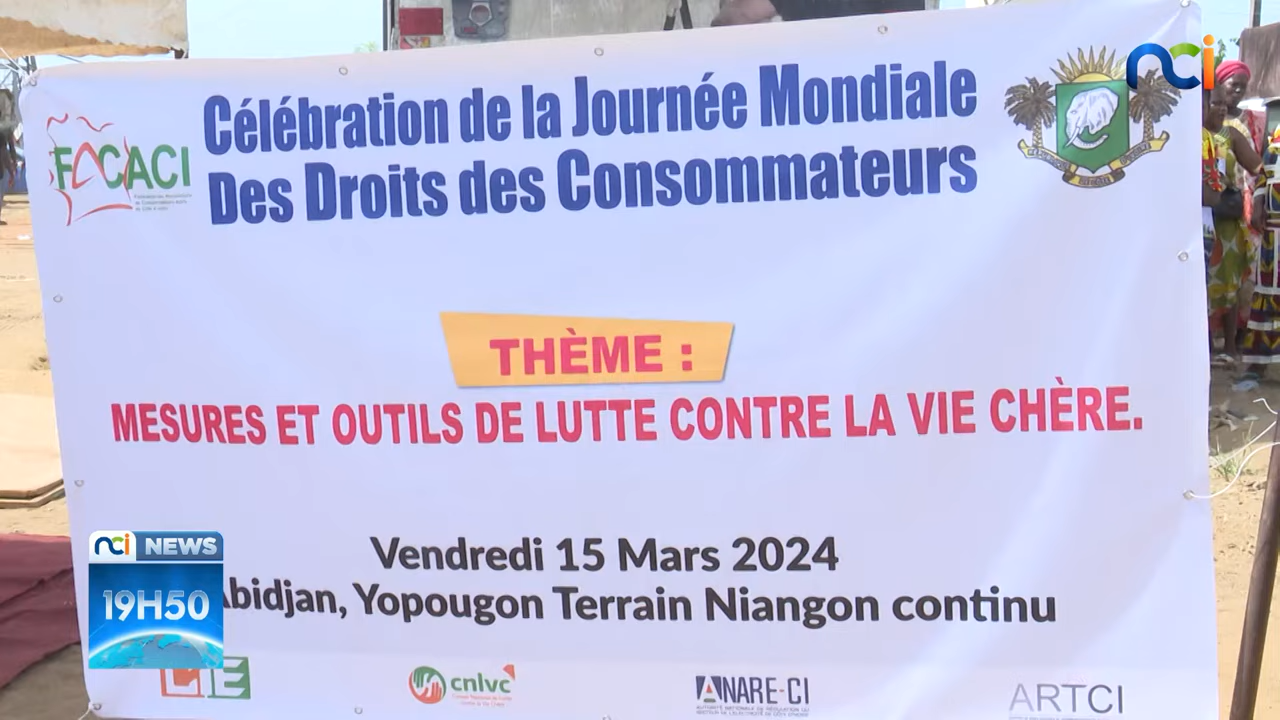 nci
FACACI
Célébration de la Journée Mondiale
Des Droits des Consommateurs
THÈME :
MESURES ET OUTILS DE LUTTE CONTRE LA VIE CHÈRE.
Vendredi 15 Mars 2024
Abidjan, Yopougon Terrain Niangon continu
nci NEWS
19H50
CIE
cnlvc
ANARE-CI
ARTCI